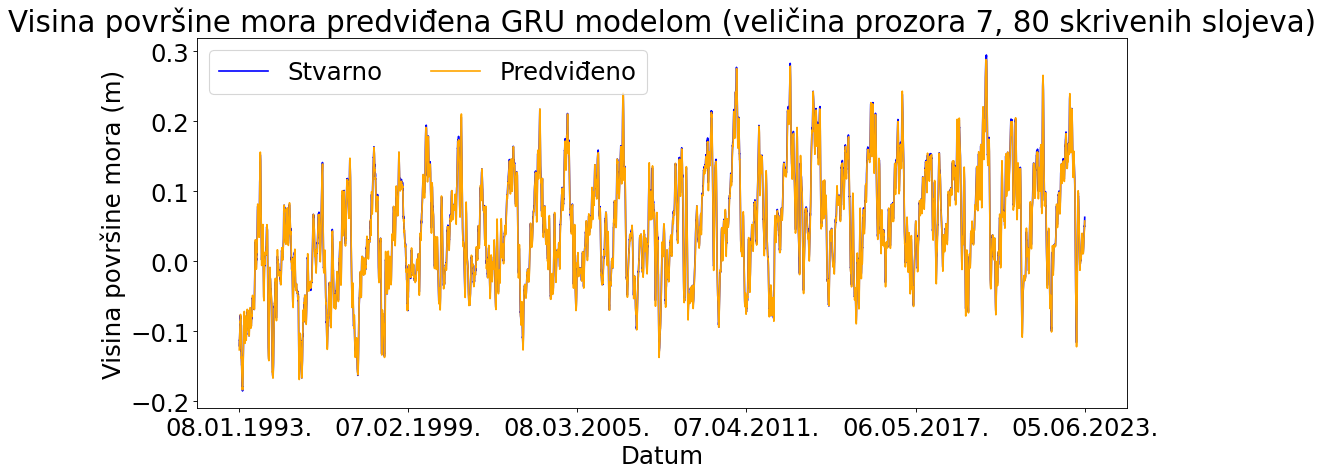 Visina površine mora predviđena GRU modelom (veličina prozora 7, 80 skrivenih slojeva)
Stvarno Predviđeno
Visina površine mora (m)
0.3
0.2
0.1
0.0
−0.1
−0.2
08.01.1993. 07.02.1999. 08.03.2005. 07.04.2011. 06.05.2017. 05.06.2023.
Datum